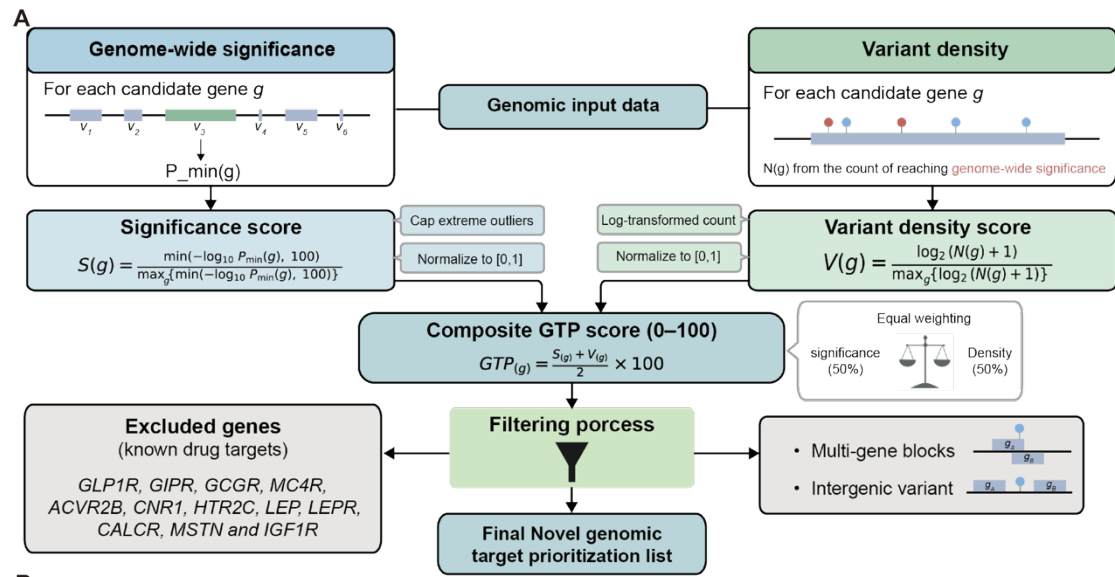 A
Genome-wide significance
For each candidate gene g
V1 V2 V3 V4 V5 V6
P_min(g)
Genomic input data
Variant density
For each candidate gene g
N(g) from the count of reaching genome-wide significance
Significance score
S(g) = min(−log10 Pmin(g), 100) / maxg{min(−log10 Pmin(g), 100)}
Cap extreme outliers
Normalize to [0,1]
Log-transformed count
Normalize to [0,1]
Variant density score
V(g) = log2 (N(g) + 1) / maxg{log2 (N(g) + 1)}
Composite GTP score (0–100)
GTP(g) = S(g) + V(g) / 2 × 100
Equal weighting
significance
(50%)
Density
(50%)
Excluded genes
(known drug targets)
GLP1R, GIPR, GCGR, MC4R,
ACVR2B, CNR1, HTR2C, LEP, LEPR,
CALCR, MSTN and IGF1R
Filtering porcess
• Multi-gene blocks
gA
gB
• Intergenic variant
gA gB
Final Novel genomic
target prioritization list